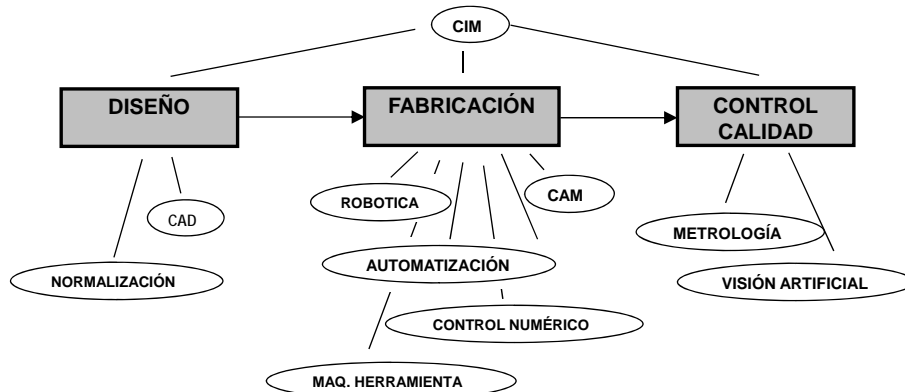 CIM
DISEÑO
FABRICACIÓN
CONTROL
CALIDAD
ROBOTICA
CAM
CAD
METROLOGÍA
NORMALIZACIÓN
AUTOMATIZACIÓN
VISIÓN ARTIFICIAL
CONTROL NUMÉRICO
MAQ. HERRAMIENTA